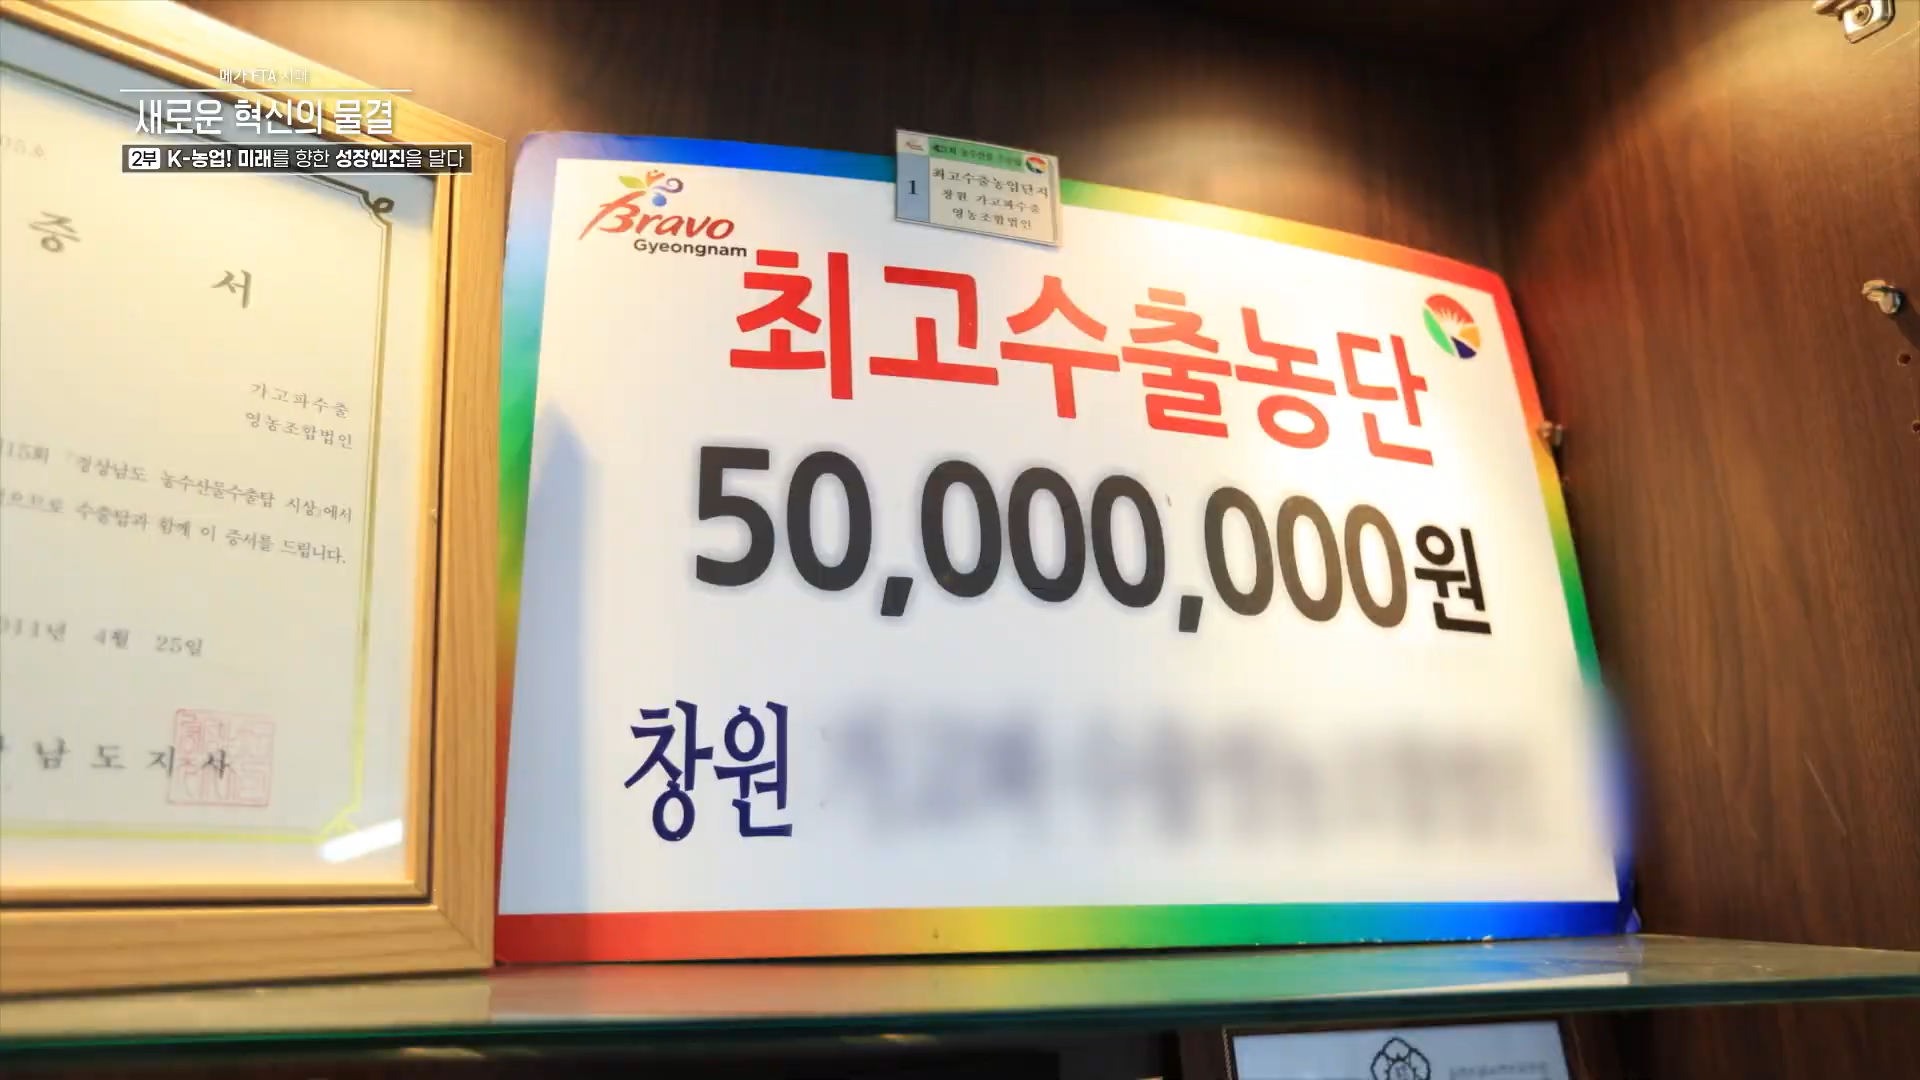 메가 FTA 시대
새로운 혁신의 물결
2부 K-농업! 미래를 향한 성장엔진을 달다
증 서
가고파수출
영농조합법인
15회 「경상남도 농수산물수출탑 시상」에서
수출탑과 함께 이 증서를 드립니다.
4월 25일
남도지사
Bravo
Gyeongnam
1
최고수출농업단지
창원 가고파수출
영농조합법인
최고수출농단
50,000,000원
창원